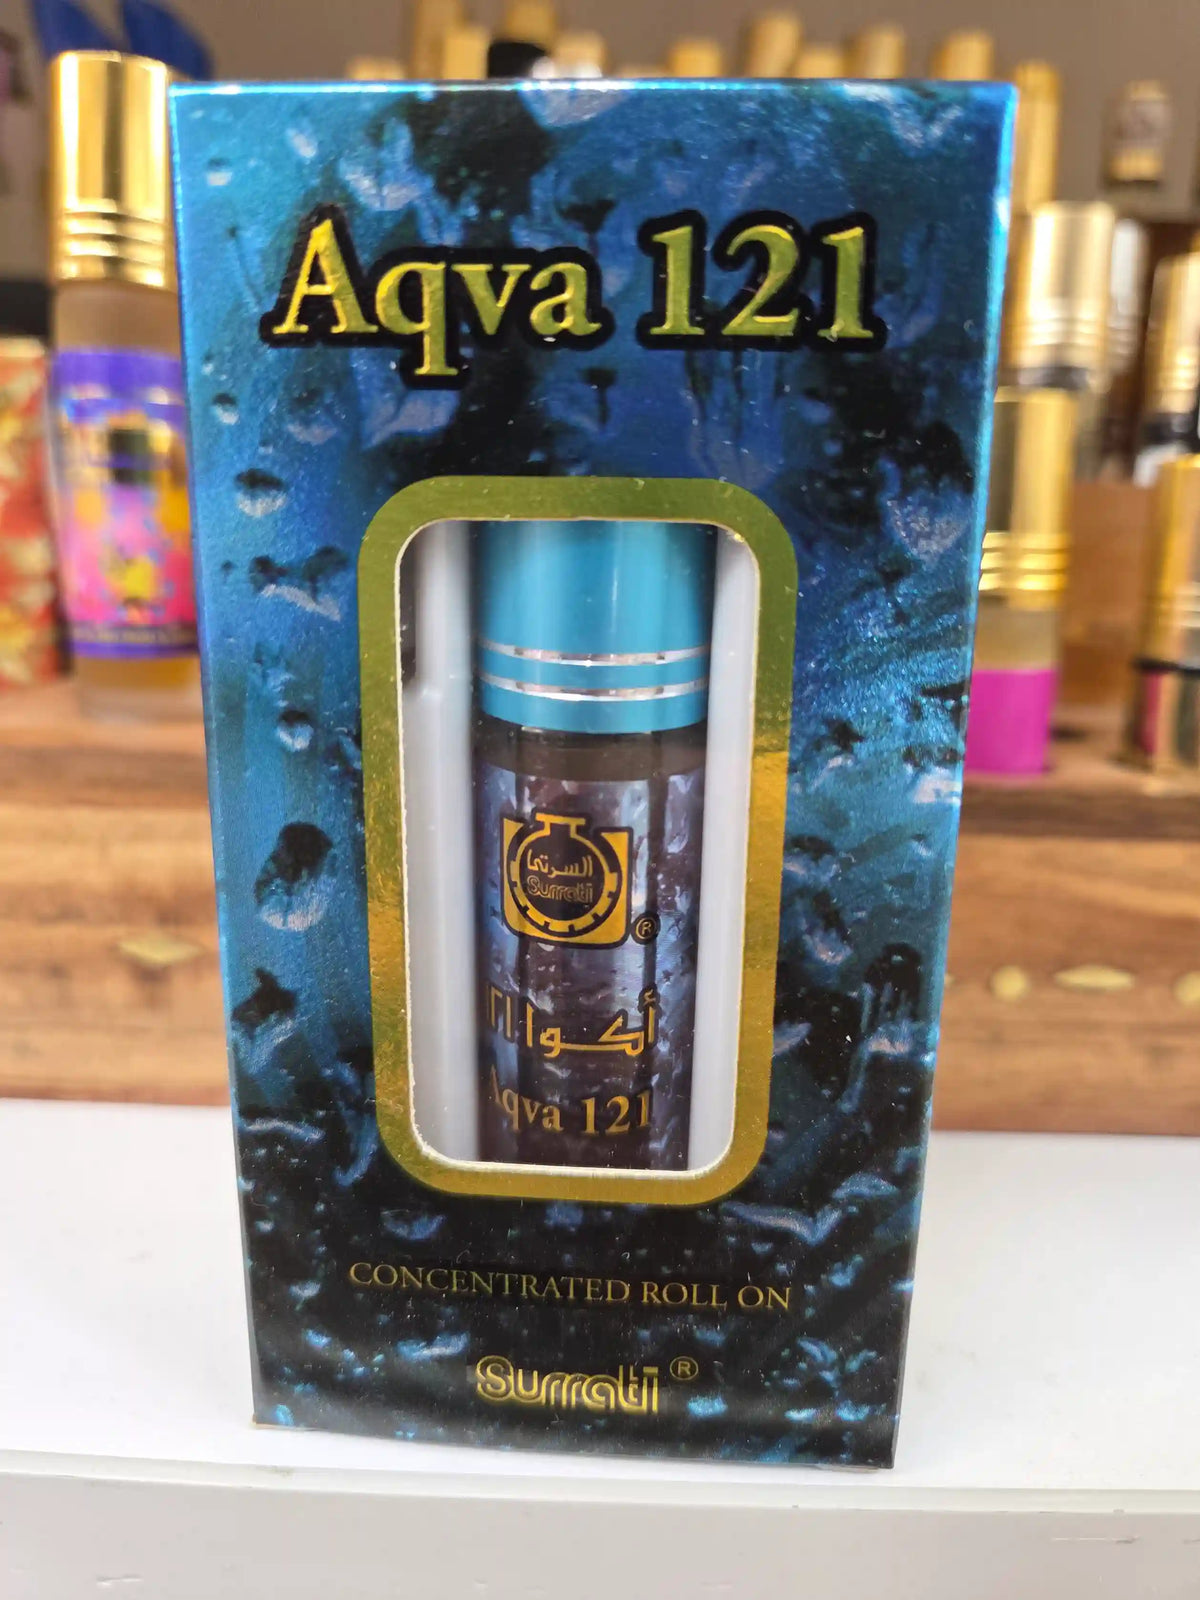 Aqva 121
السرتي
Surrati
®
أكوا ١٢١
Aqva 121
CONCENTRATED ROLL ON
Surrati ®